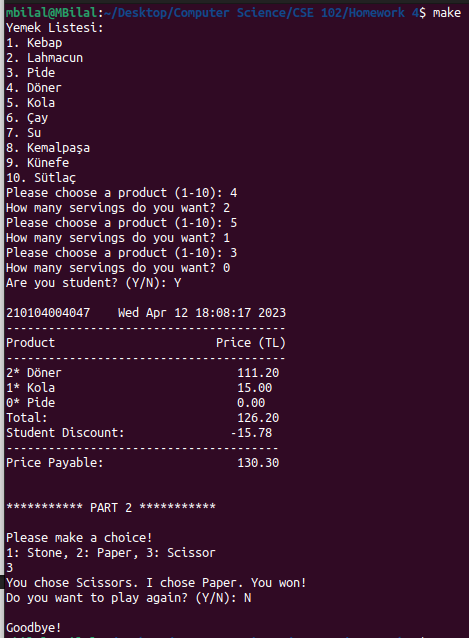 mbilal@MBilal:~/Desktop/Computer Science/CSE 102/Homework 4$ make
Yemek Listesi:
1. Kebap
2. Lahmacun
3. Pide
4. Döner
5. Kola
6. Çay
7. Su
8. Kemalpaşa
9. Künefe
10. Sütlaç
Please choose a product (1-10): 4
How many servings do you want? 2
Please choose a product (1-10): 5
How many servings do you want? 1
Please choose a product (1-10): 3
How many servings do you want? 0
Are you student? (Y/N): Y
210104004047    Wed Apr 12 18:08:17 2023
----------------------------------------
Product                       Price (TL)
----------------------------------------
2* Döner                         111.20
1* Kola                          15.00
0* Pide                          0.00
Total:                           126.20
Student Discount:               -15.78
----------------------------------------
Price Payable:                   130.30
*********** PART 2 ***********
Please make a choice!
1: Stone, 2: Paper, 3: Scissor
3
You chose Scissors. I chose Paper. You won!
Do you want to play again? (Y/N): N
Goodbye!